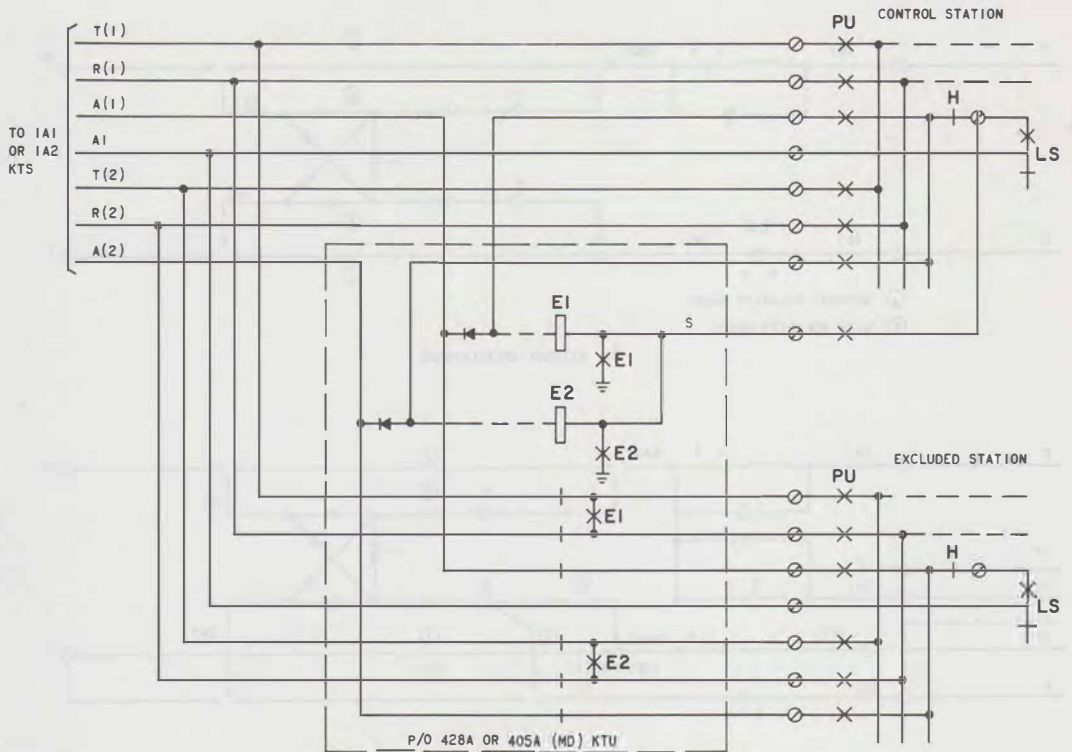 CONTROL STATION
PU
T(1)
R(1)
A(1)
H
TO 1A1
OR 1A2
KTS
A1
LS
T(2)
R(2)
A(2)
E1
S
E1
E2
E2
EXCLUDED STATION
PU
E1
H
LS
E2
P/O 428A OR 405A (MD) KTU